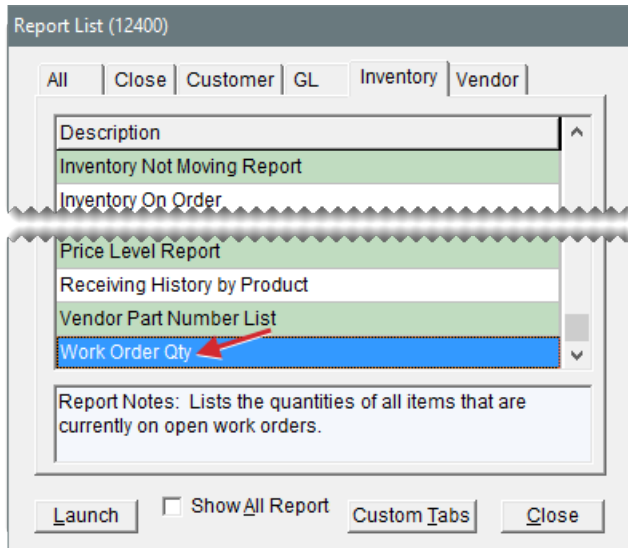 Report List (12400)
All Close Customer GL Inventory Vendor
Description
Inventory Not Moving Report
Inventory On Order
Price Level Report
Receiving History by Product
Vendor Part Number List
Work Order Qty
Report Notes:  Lists the quantities of all items that are
currently on open work orders.
Launch Show All Report Custom Tabs Close